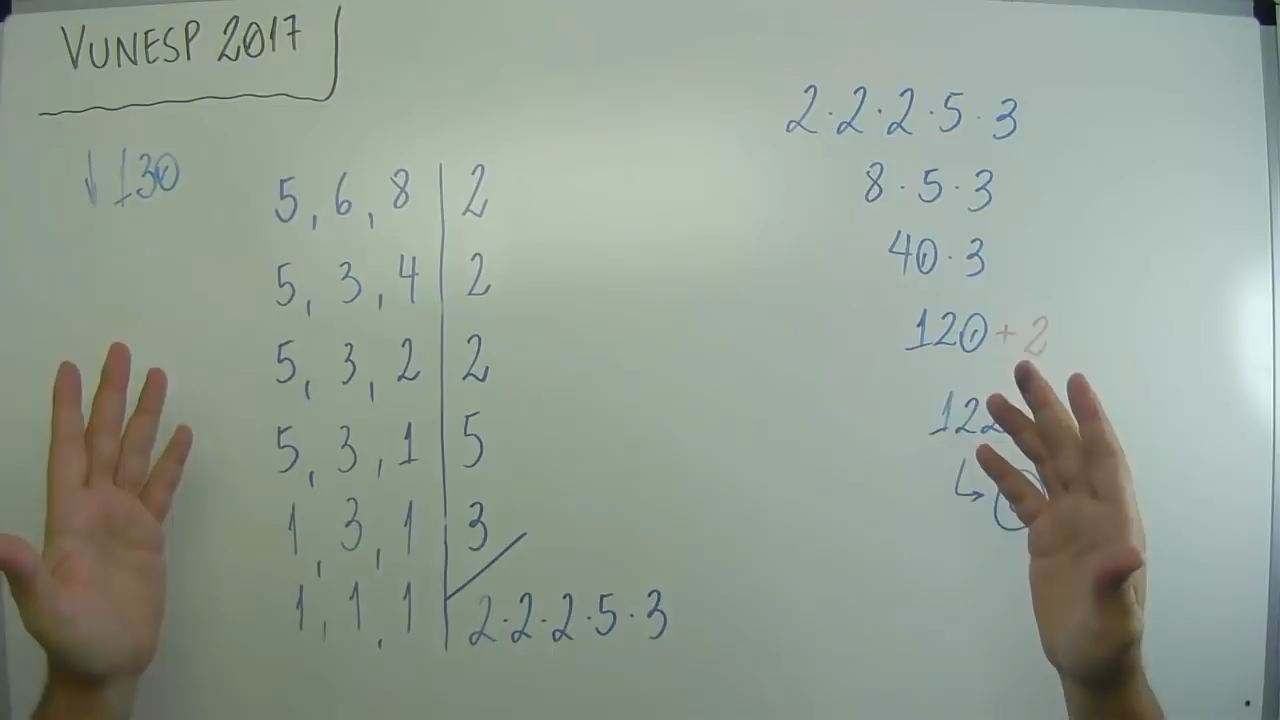 VUNESP 2017
↓130
5, 6, 8 | 2
5, 3, 4 | 2
5, 3, 2 | 2
5, 3, 1 | 5
1, 3, 1 | 3
1, 1, 1 | 2·2·2·5·3
2·2·2·5·3
8·5·3
40·3
120+2
122
↳